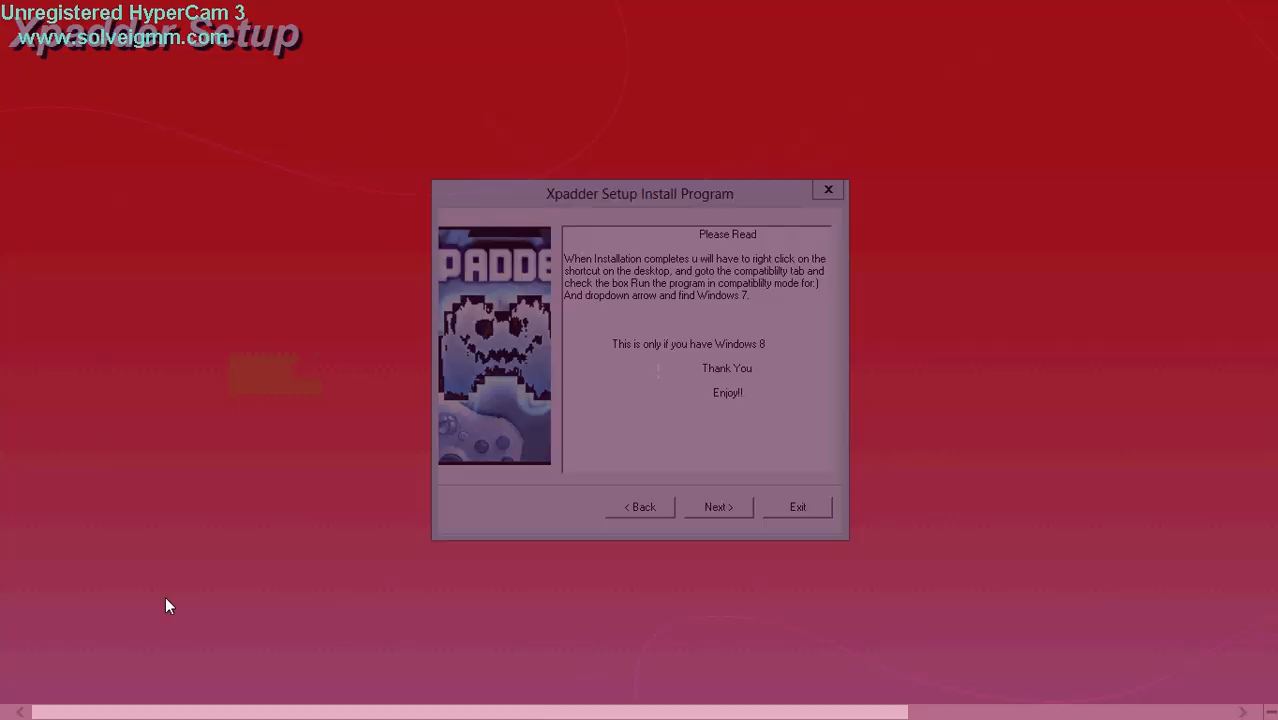 Unregistered HyperCam 3
www.solveigmm.com
Xpadder Setup
Xpadder Setup Install Program
X
PADDE
Please Read
When Installation completes u will have to right click on the
shortcut on the desktop, and goto the compatiblilty tab and
check the box Run the program in compatiblilty mode for:)
And dropdown arrow and find Windows 7.
This is only if you have Windows 8
Thank You
Enjoy!!
< Back
Next >
Exit